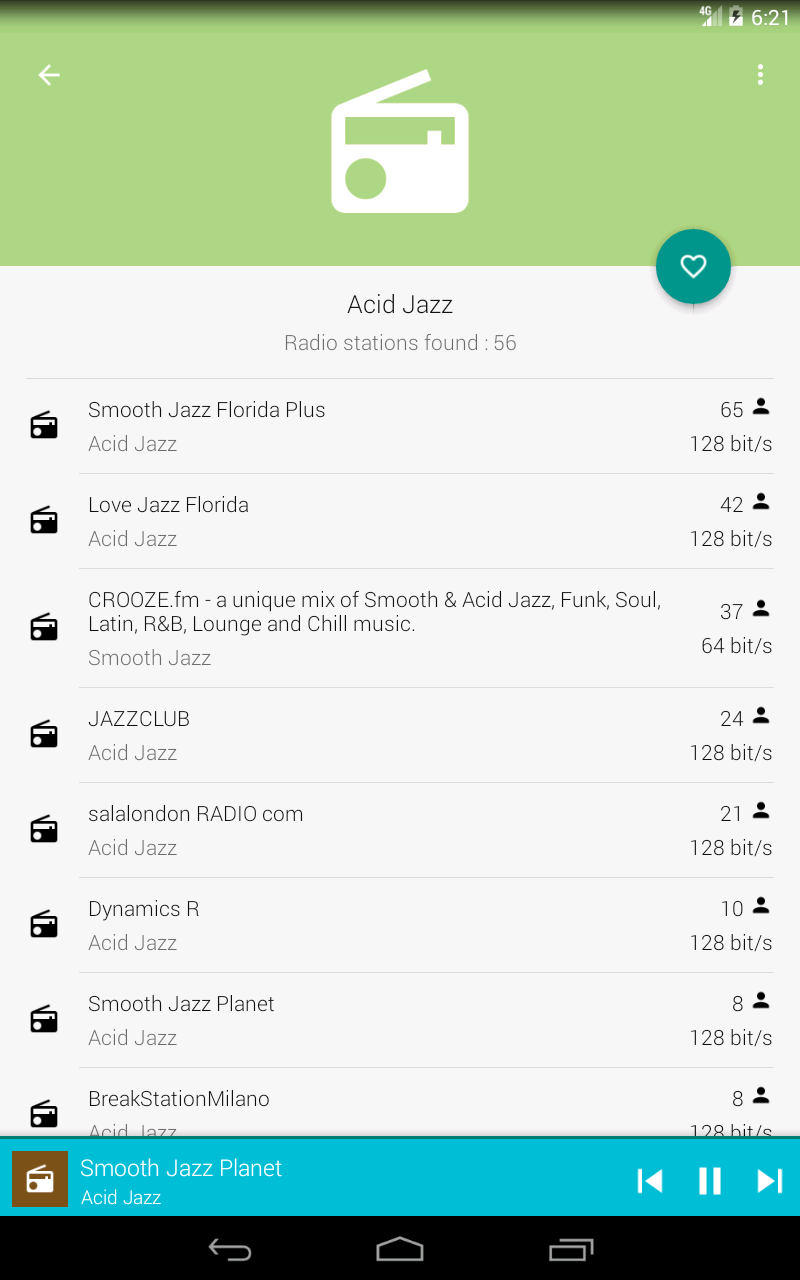 4G 6:21
Acid Jazz
Radio stations found : 56
Smooth Jazz Florida Plus 65
Acid Jazz 128 bit/s
Love Jazz Florida 42
Acid Jazz 128 bit/s
CROOZE.fm - a unique mix of Smooth & Acid Jazz, Funk, Soul,
Latin, R&B, Lounge and Chill music.
37
Smooth Jazz 64 bit/s
JAZZCLUB 24
Acid Jazz 128 bit/s
salalondon RADIO com 21
Acid Jazz 128 bit/s
Dynamics R 10
Acid Jazz 128 bit/s
Smooth Jazz Planet 8
Acid Jazz 128 bit/s
BreakStationMilano 8
Acid Jazz 128 bit/s
Smooth Jazz Planet
Acid Jazz